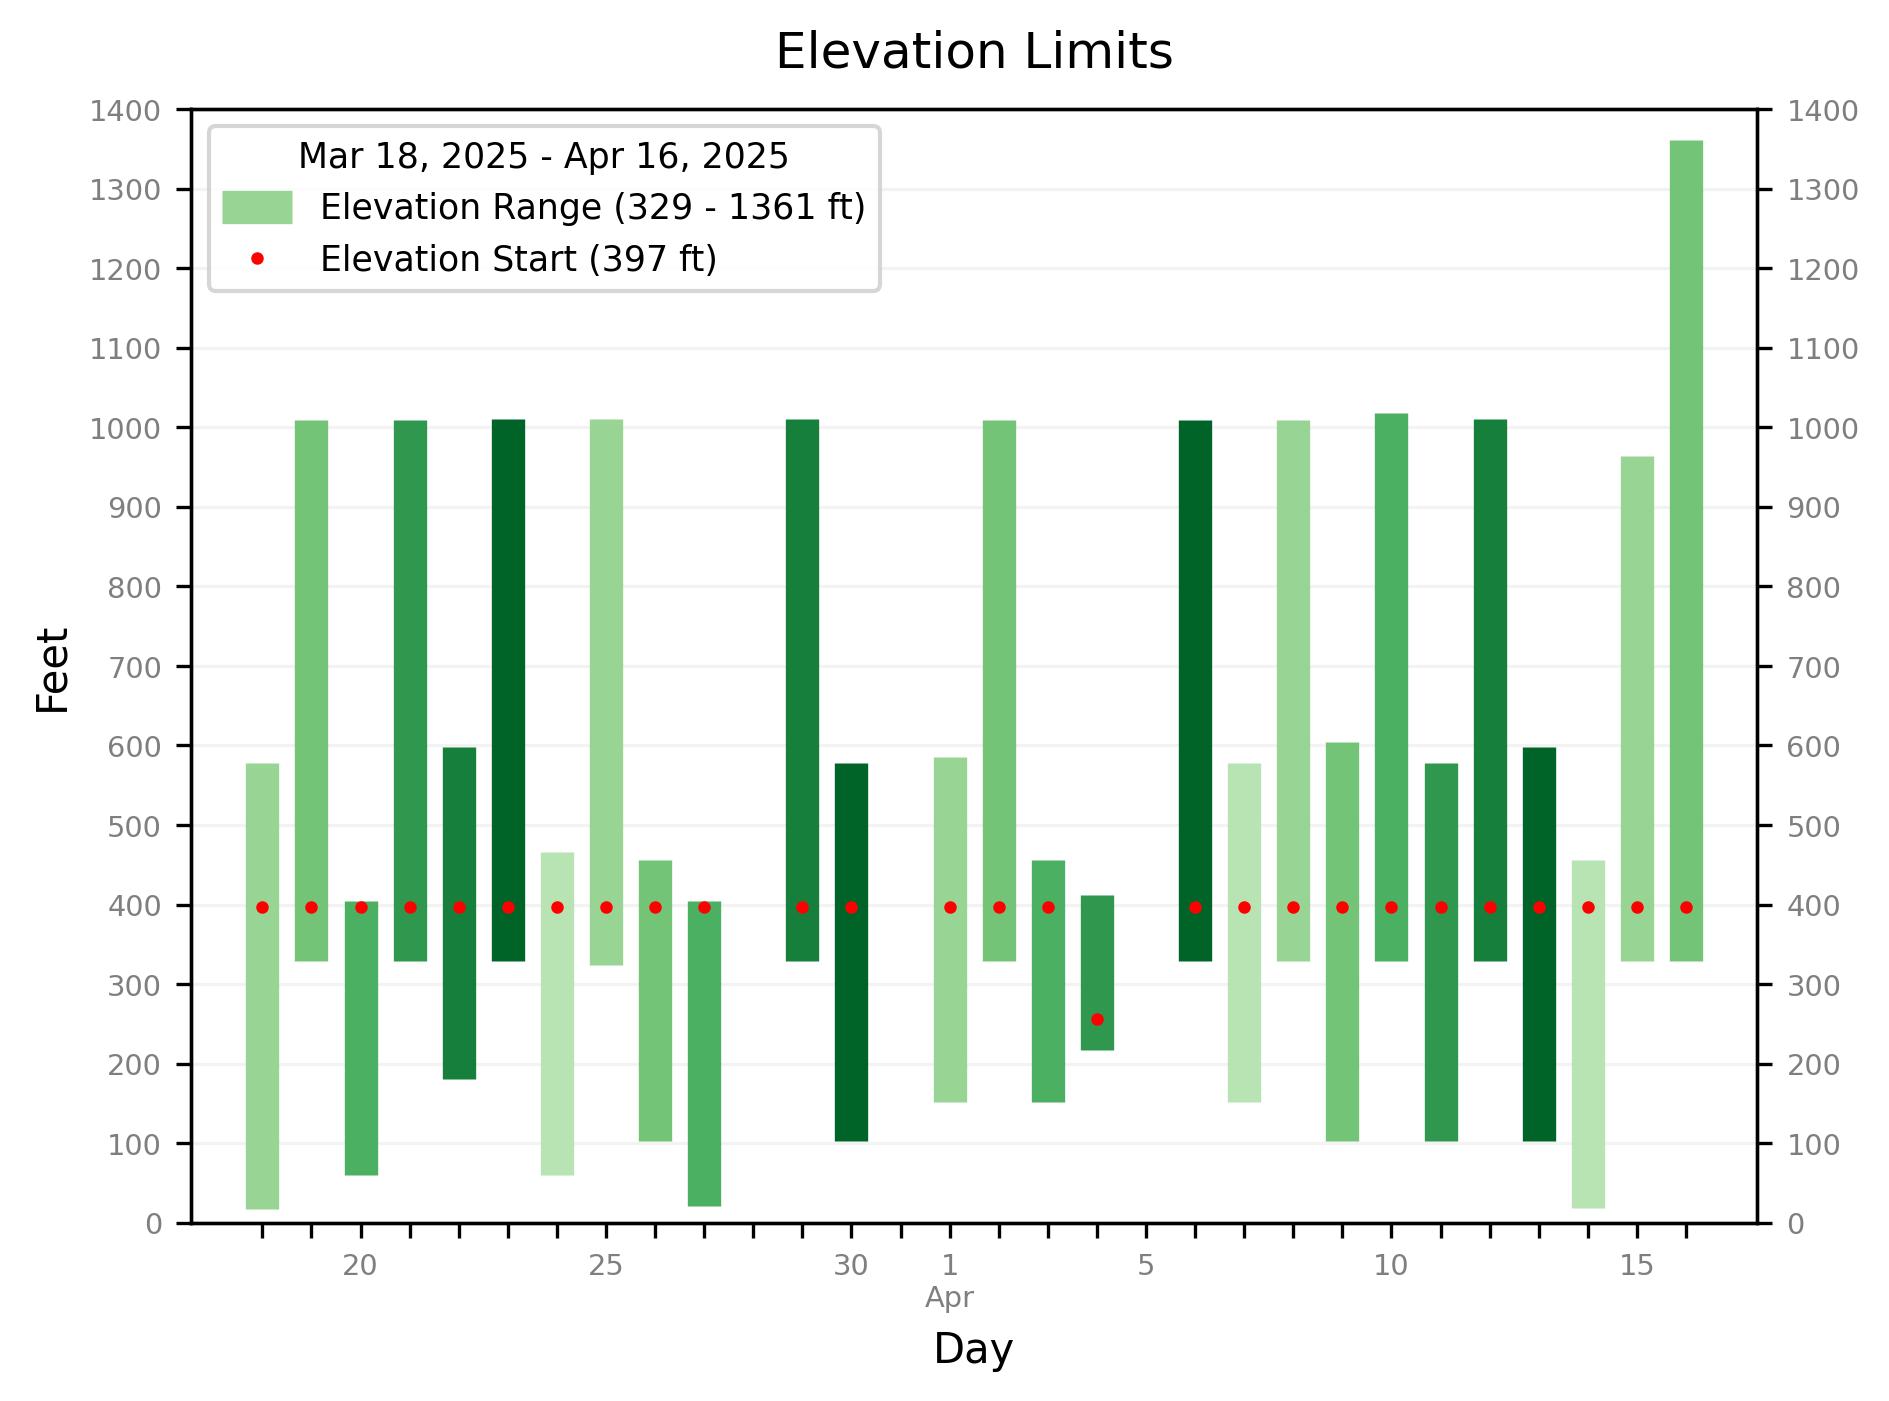 Elevation Limits
Mar 18, 2025 - Apr 16, 2025
Elevation Range (329 - 1361 ft)
Elevation Start (397 ft)
1400 1400
1300 1300
1200 1200
1100 1100
1000 1000
900 900
800 800
700 700
600 600
500 500
400 400
300 300
200 200
100 100
0 0
Feet
20 25 30 1 5 10 15
Apr
Day